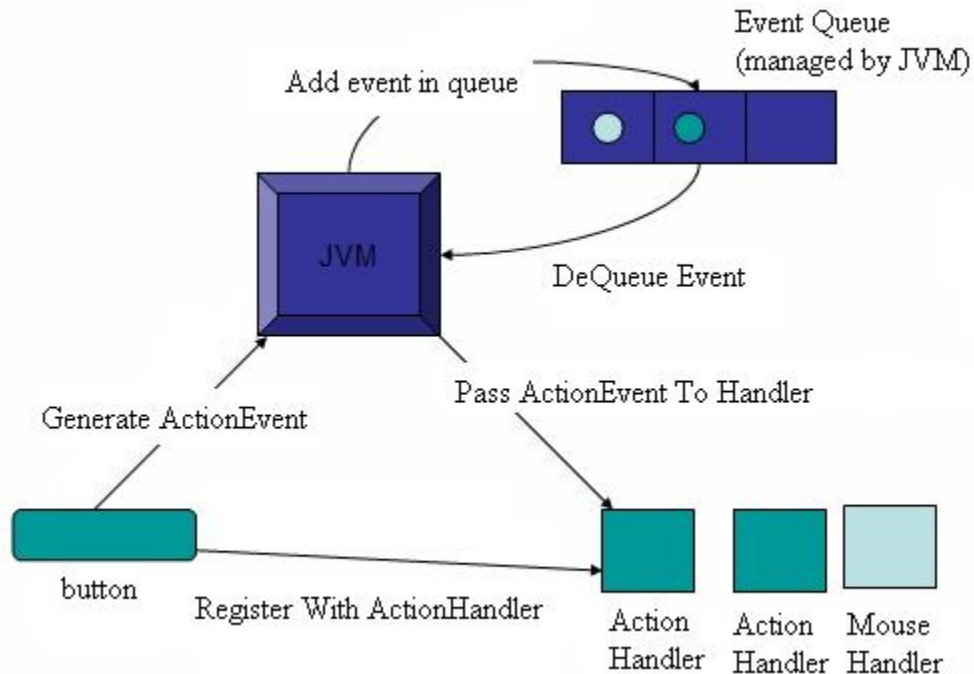 Event Queue
(managed by JVM)
Add event in queue
JVM
DeQueue Event
Pass ActionEvent To Handler
Generate ActionEvent
button
Register With ActionHandler
Action
Handler
Action
Handler
Mouse
Handler